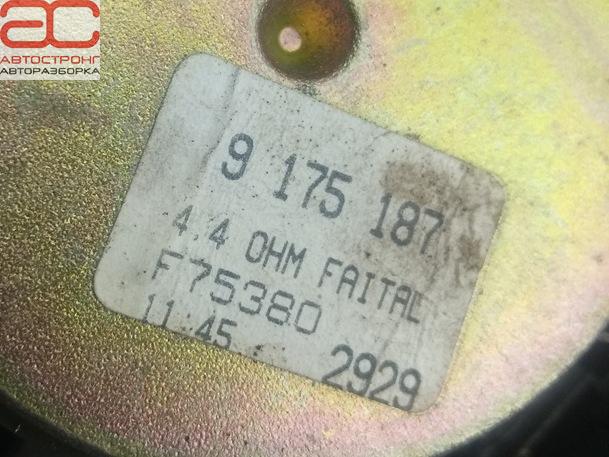 ac
АВТОСТРОНГ
АВТОРАЗБОРКА
9 175 187
4.4 OHM FAITAL
F75380
11:45 2929